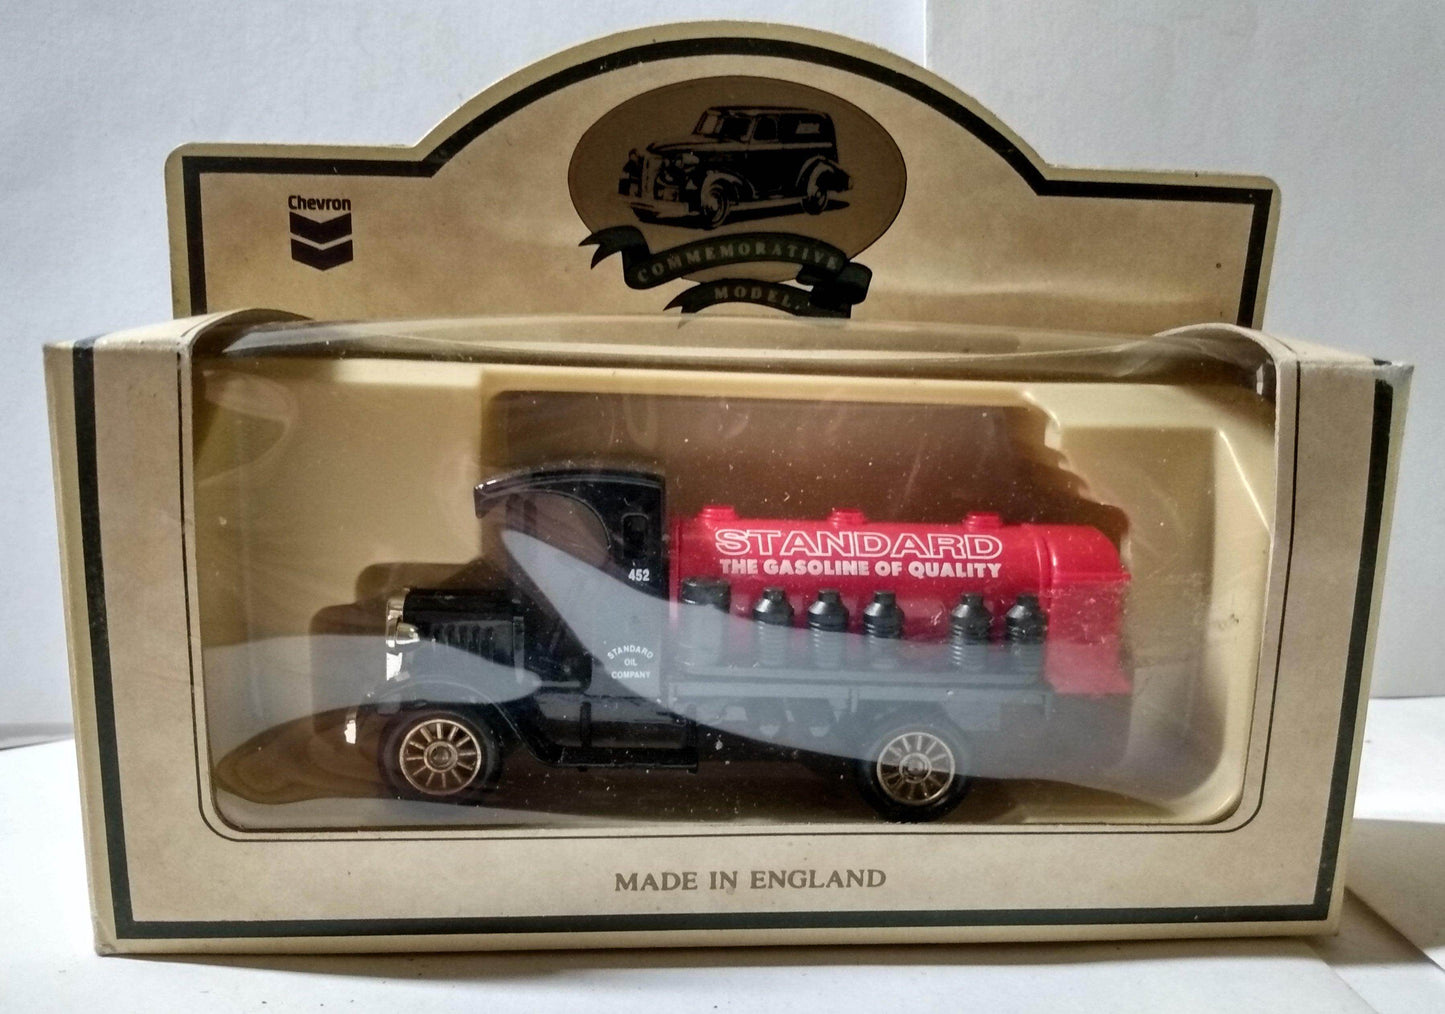 Chevron
COMMEMORATIVE
MODELS
STANDARD
THE GASOLINE OF QUALITY
452
STANDARD
OIL
COMPANY
MADE IN ENGLAND